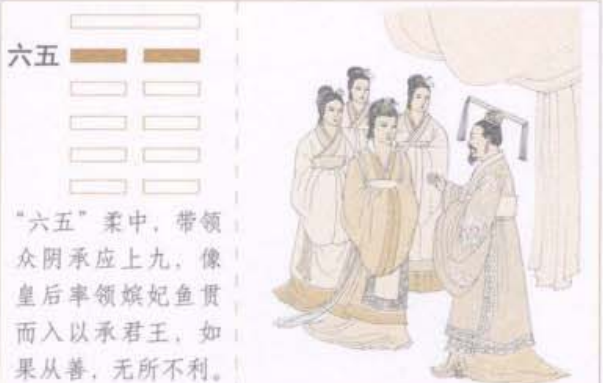 六五
“六五”柔中，带领
众阴承应上九，像
皇后率领嫔妃鱼贯
而入以承君王，如
果从善，无所不利。